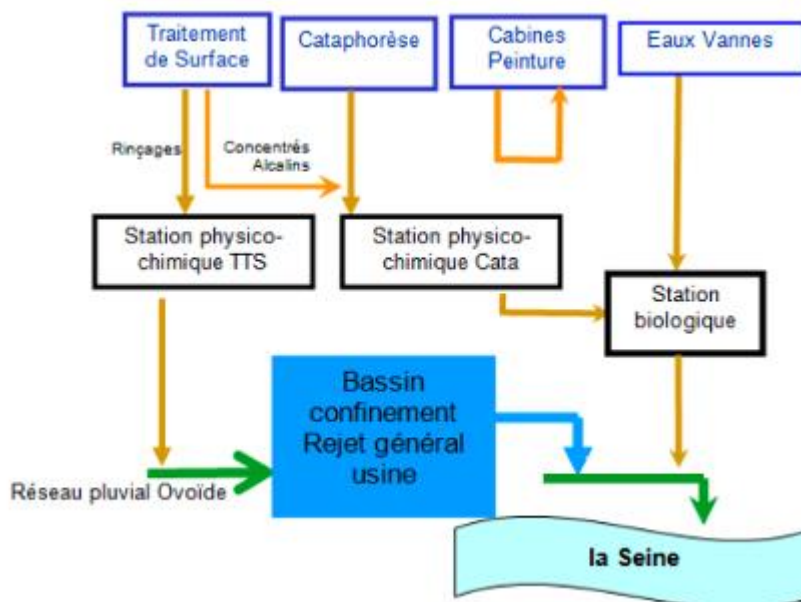 Traitement
de Surface
Cataphorèse
Cabines
Peinture
Eaux Vannes
Rinçages
Concentrés
Alcalins
Station physico-
chimique TTS
Station physico-
chimique Cata
Station
biologique
Bassin
confinement
Rejet général
usine
Réseau pluvial Ovoïde
la Seine